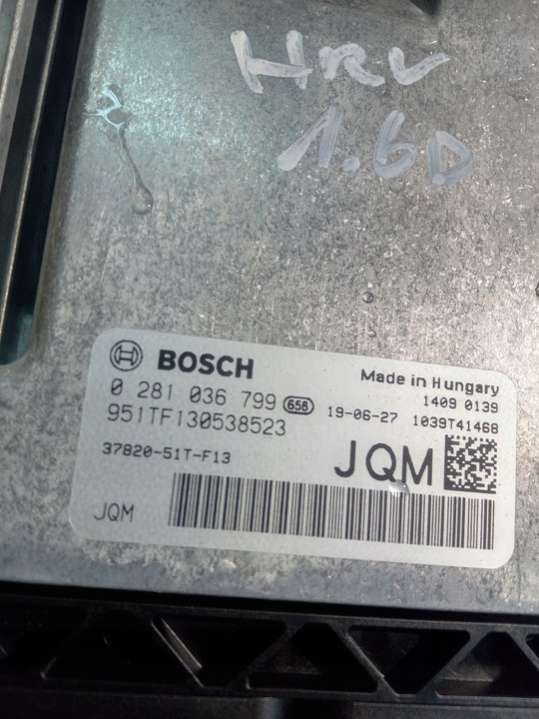 HRV
1.6D
BOSCH
Made in Hungary
0 281 036 799 658 19-06-27
1409 0139
951TF130538523
1039T41468
37820-51T-F13
JQM
JQM